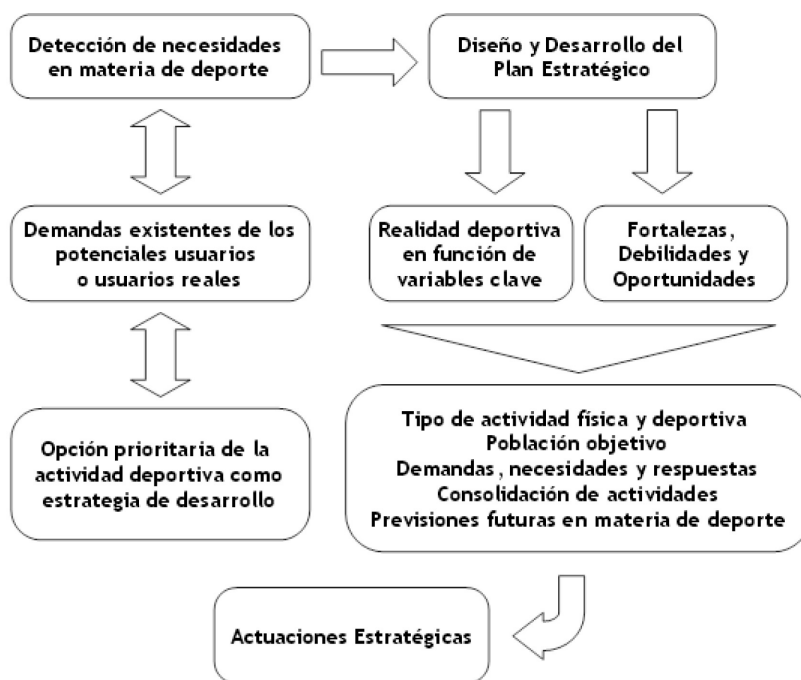 Detección de necesidades
en materia de deporte
Diseño y Desarrollo del
Plan Estratégico
Demandas existentes de los
potenciales usuarios
o usuarios reales
Realidad deportiva
en función de
variables clave
Fortalezas,
Debilidades y
Oportunidades
Opción prioritaria de la
actividad deportiva como
estrategia de desarrollo
Tipo de actividad física y deportiva
Población objetivo
Demandas, necesidades y respuestas
Consolidación de actividades
Previsiones futuras en materia de deporte
Actuaciones Estratégicas